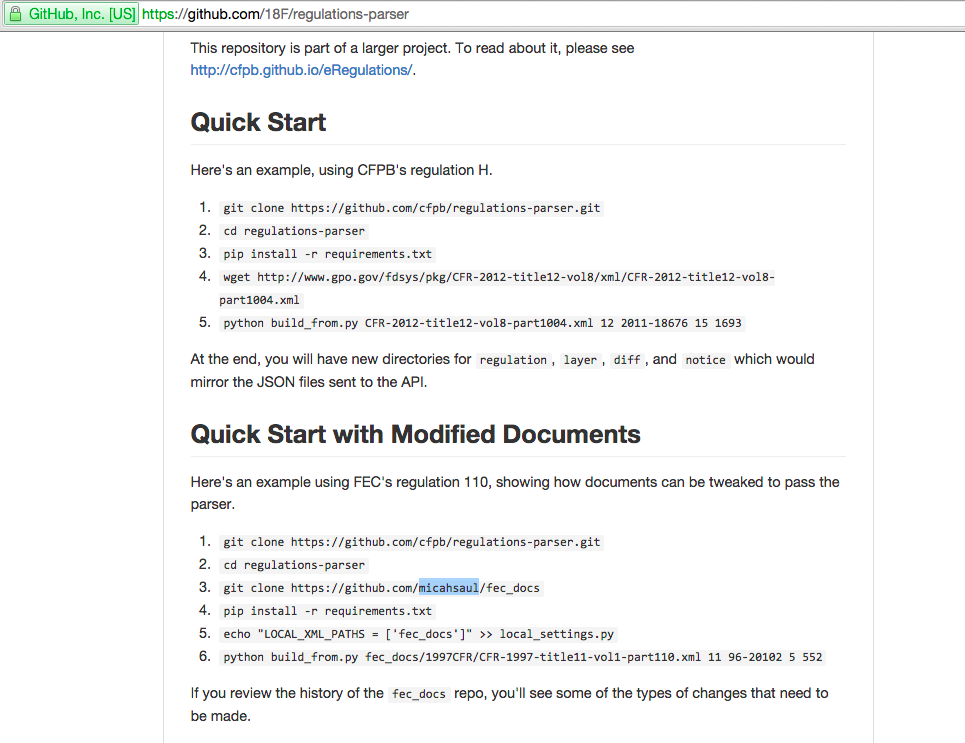 GitHub, Inc. [US] https://github.com/18F/regulations-parser
This repository is part of a larger project. To read about it, please see
http://cfpb.github.io/eRegulations/.
Quick Start
Here's an example, using CFPB's regulation H.
1. git clone https://github.com/cfpb/regulations-parser.git
2. cd regulations-parser
3. pip install -r requirements.txt
4. wget http://www.gpo.gov/fdsys/pkg/CFR-2012-title12-vol8/xml/CFR-2012-title12-vol8-
part1004.xml
5. python build_from.py CFR-2012-title12-vol8-part1004.xml 12 2011-18676 15 1693
At the end, you will have new directories for regulation , layer , diff , and notice which would
mirror the JSON files sent to the API.
Quick Start with Modified Documents
Here's an example using FEC's regulation 110, showing how documents can be tweaked to pass the
parser.
1. git clone https://github.com/cfpb/regulations-parser.git
2. cd regulations-parser
3. git clone https://github.com/micahsaul/fec_docs
4. pip install -r requirements.txt
5. echo "LOCAL_XML_PATHS = ['fec_docs']" >> local_settings.py
6. python build_from.py fec_docs/1997CFR/CFR-1997-title11-vol1-part110.xml 11 96-20102 5 552
If you review the history of the fec_docs repo, you'll see some of the types of changes that need to
be made.